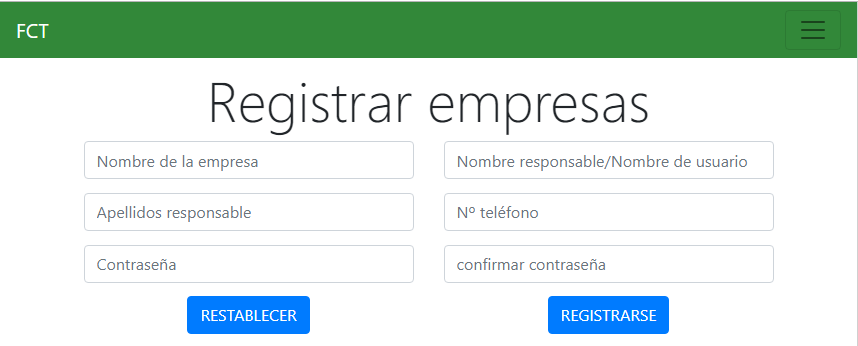 FCT
Registrar empresas
Nombre de la empresa
Nombre responsable/Nombre de usuario
Apellidos responsable
Nº teléfono
Contraseña
confirmar contraseña
RESTABLECER
REGISTRARSE